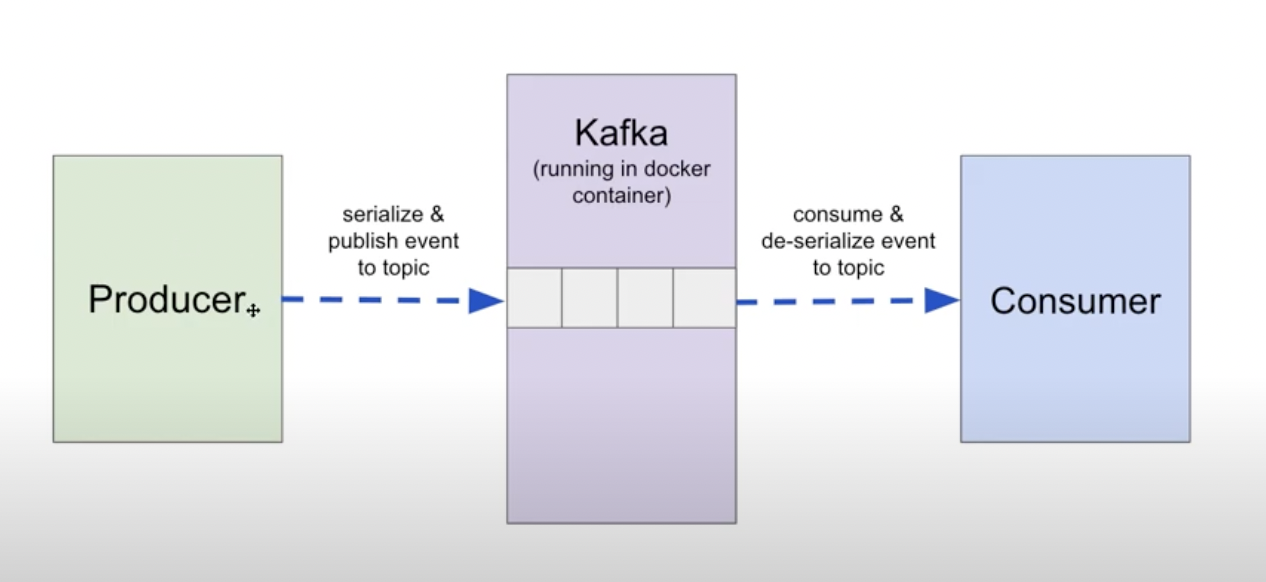 Producer
serialize &
publish event
to topic
Kafka
(running in docker
container)
consume &
de-serialize event
to topic
Consumer